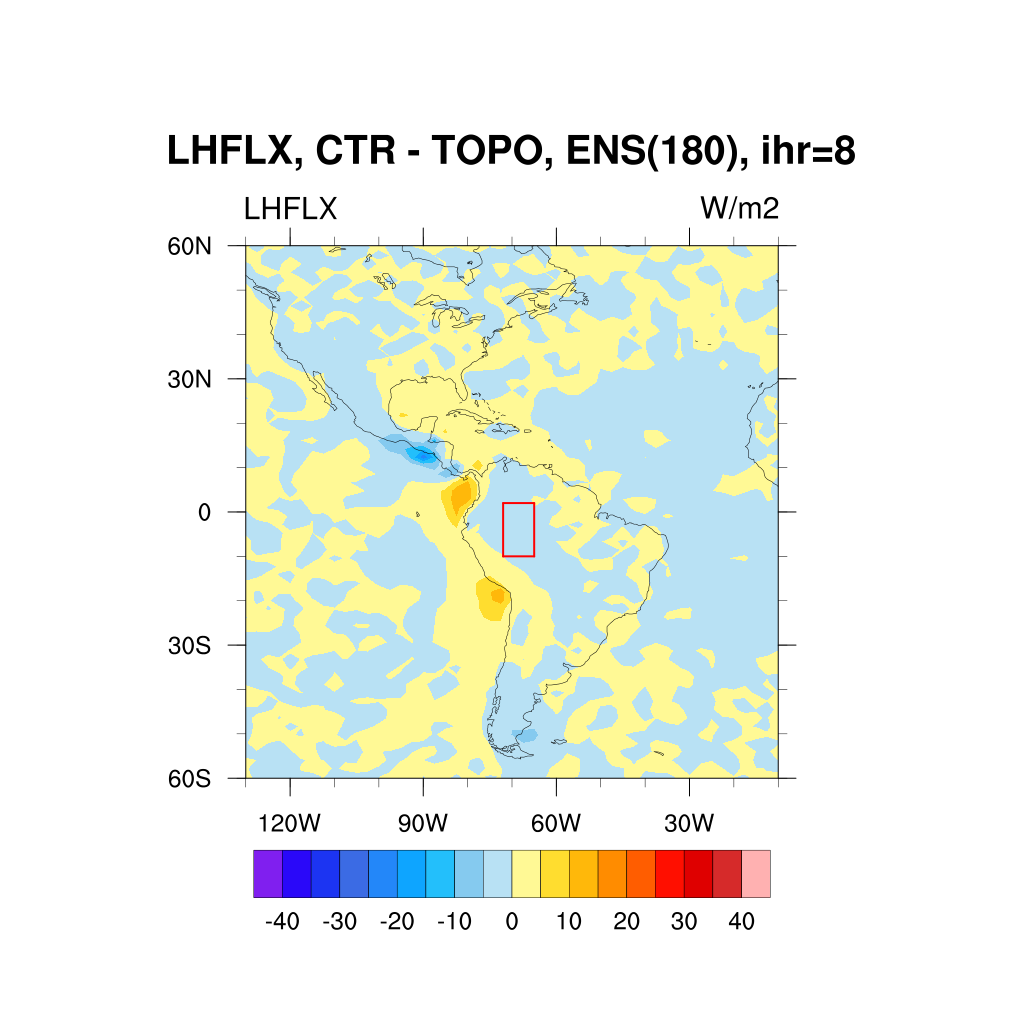 LHFLX, CTR - TOPO, ENS(180), ihr=8
LHFLX W/m2
60N
30N
0
30S
60S
120W 90W 60W 30W
-40 -30 -20 -10 0 10 20 30 40